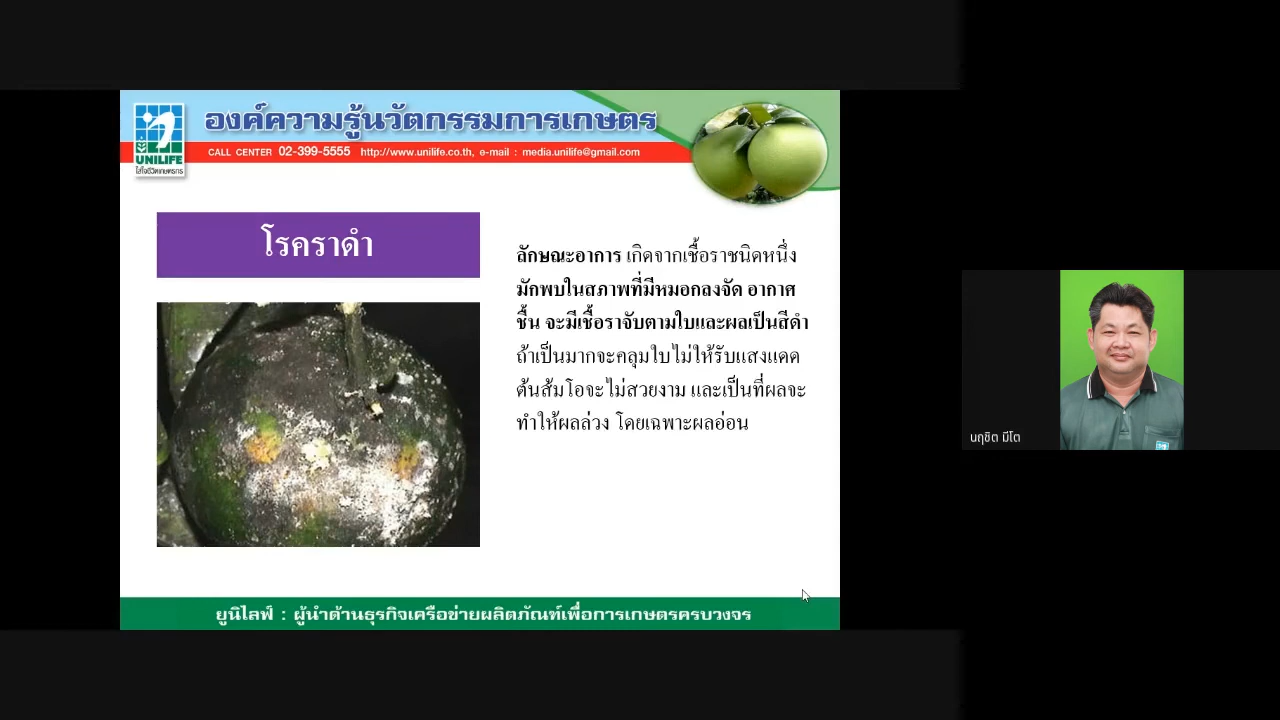 องค์ความรู้นวัตกรรมการเกษตร
UNILIFE
ใส่ใจชีวิตเกษตรกร
CALL CENTER 02-399-5555 http://www.unilife.co.th, e-mail : media.unilife@gmail.com
โรคราดำ
ลักษณะอาการ เกิดจากเชื้อราชนิดหนึ่ง
มักพบในสภาพที่มีหมอกลงจัด อากาศ
ชื้น จะมีเชื้อราจับตามใบและผลเป็นสีดำ
ถ้าเป็นมากจะคลุมใบไม่ให้รับแสงแดด
ต้นส้มโอจะไม่สวยงาม และเป็นที่ผลจะ
ทำให้ผลล่วง โดยเฉพาะผลอ่อน
นฤชิต มีโต
ยูนิไลฟ์ : ผู้นำด้านธุรกิจเครือข่ายผลิตภัณฑ์เพื่อการเกษตรครบวงจร